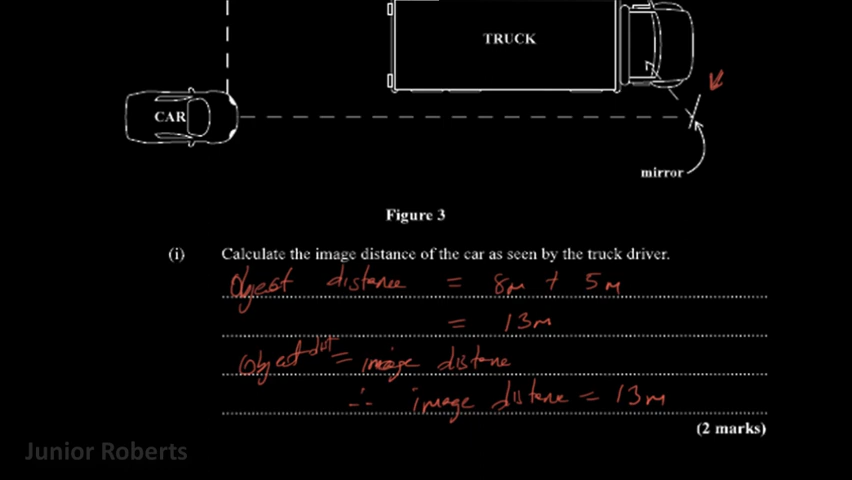 TRUCK
CAR
mirror
Figure 3
(i) Calculate the image distance of the car as seen by the truck driver.
Object distance = 8m + 5m
= 13m
Object dist = image distance
∴ image distance = 13m
(2 marks)
Junior Roberts